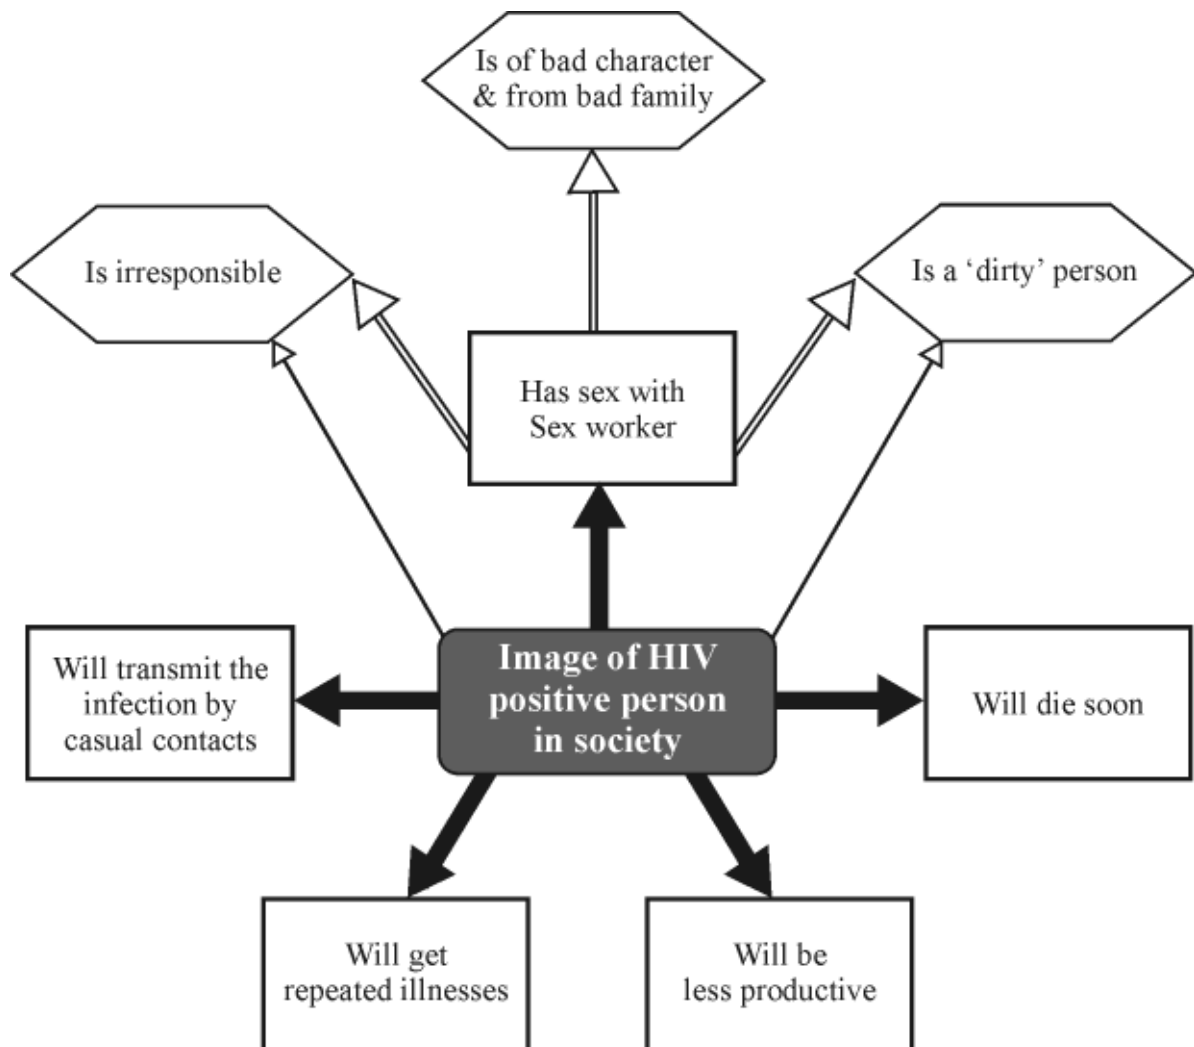 Is of bad character
& from bad family
Is irresponsible
Is a ‘dirty’ person
Has sex with
Sex worker
Will transmit the
infection by
casual contacts
Image of HIV
positive person
in society
Will die soon
Will get
repeated illnesses
Will be
less productive